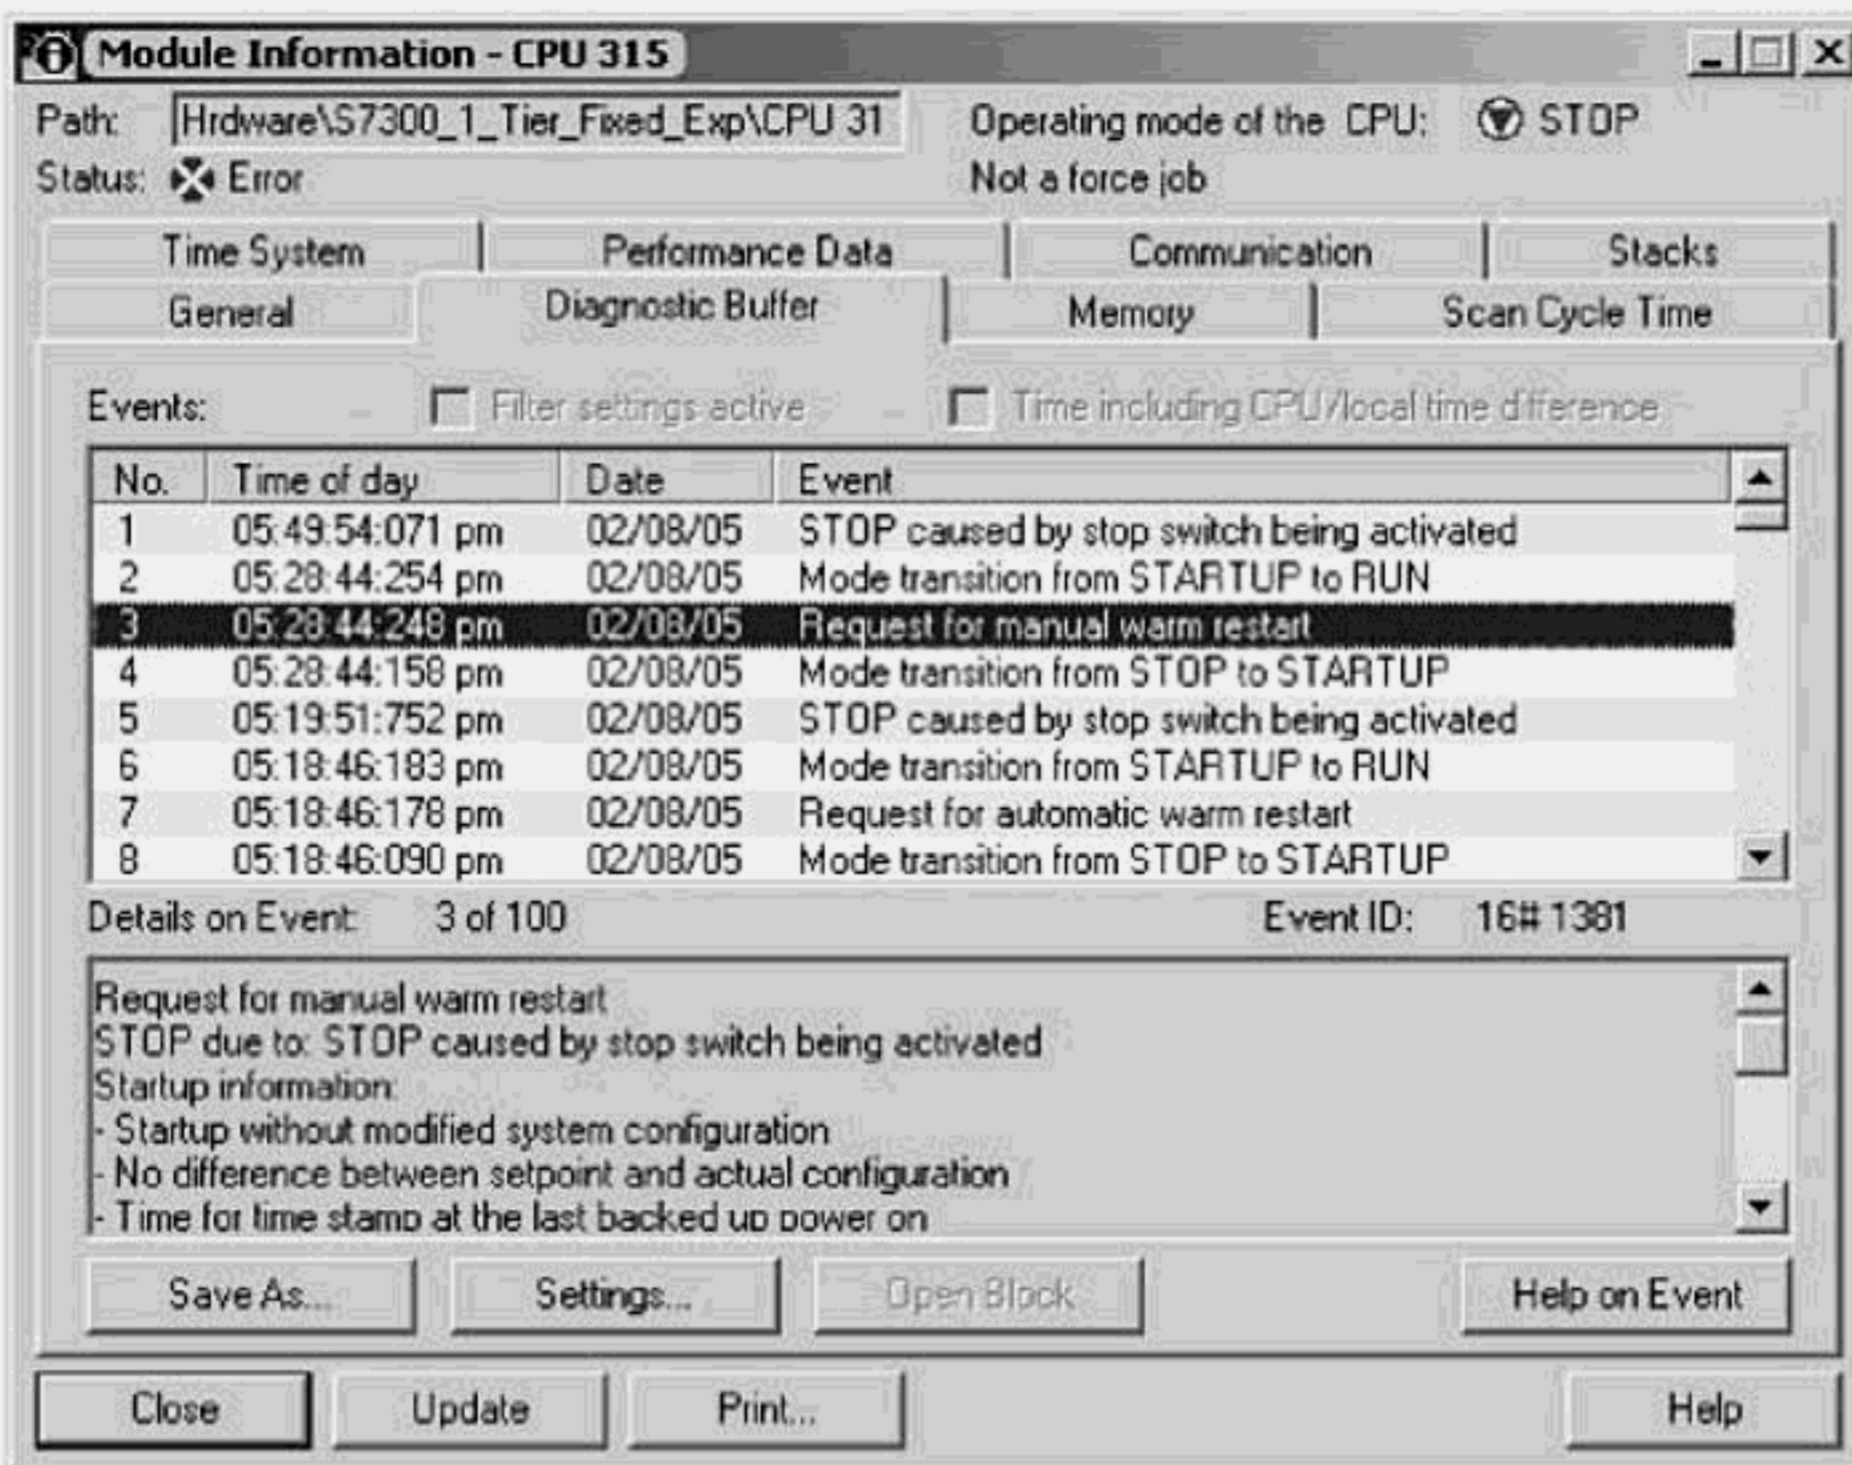 Module Information - CPU 315
Path: Hrdware\S7300_1_Tier_Fixed_Exp\CPU 31 Operating mode of the CPU: STOP
Status: Error Not a force job
Time System Performance Data Communication Stacks
General Diagnostic Buffer Memory Scan Cycle Time
Events: Filter settings active Time including CPU/local time difference
No. Time of day Date Event
1 05:49:54:071 pm 02/08/05 STOP caused by stop switch being activated
2 05:28:44:254 pm 02/08/05 Mode transition from STARTUP to RUN
3 05:28:44:248 pm 02/08/05 Request for manual warm restart
4 05:28:44:158 pm 02/08/05 Mode transition from STOP to STARTUP
5 05:19:51:752 pm 02/08/05 STOP caused by stop switch being activated
6 05:18:46:183 pm 02/08/05 Mode transition from STARTUP to RUN
7 05:18:46:178 pm 02/08/05 Request for automatic warm restart
8 05:18:46:090 pm 02/08/05 Mode transition from STOP to STARTUP
Details on Event: 3 of 100 Event ID: 16# 1381
Request for manual warm restart
STOP due to: STOP caused by stop switch being activated
Startup information:
- Startup without modified system configuration
- No difference between setpoint and actual configuration
- Time for time stamp at the last backed up power on
Save As... Settings... Open Block Help on Event
Close Update Print... Help